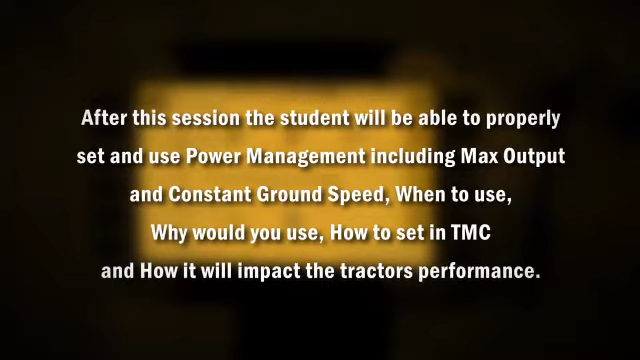 After this session the student will be able to properly
set and use Power Management including Max Output
and Constant Ground Speed, When to use,
Why would you use, How to set in TMC
and How it will impact the tractors performance.